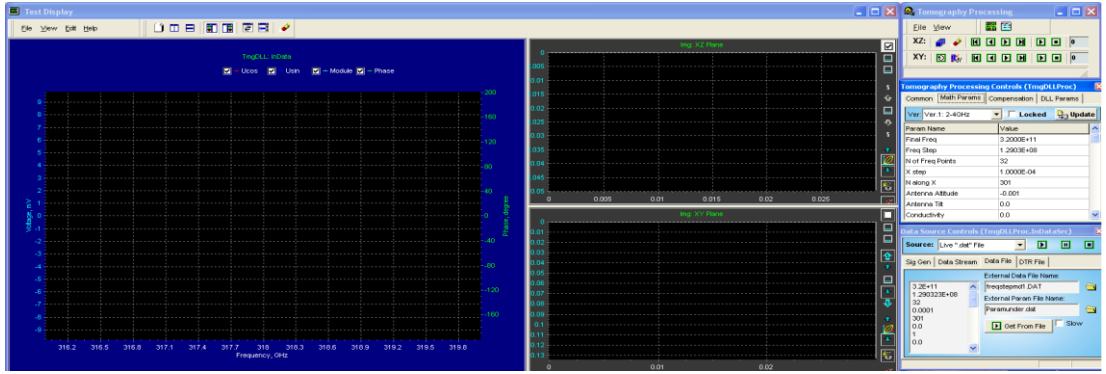 Test Display
File View Edit Help
TmgDLL: InData
Ucos Usin Module Phase
200
160
120
80
40
0
-40
-80
-120
-160
9
8
7
6
5
4
3
2
1
0
-1
-2
-3
-4
-5
-6
-7
-8
-9
Voltage, mV
Phase, degree
316.2 316.5 316.8 317.1 317.4 317.7 318 318.3 318.6 318.9 319.2 319.5 319.8
Frequency, GHz
Img: XZ Plane
0
0.005
0.01
0.015
0.02
0.025
0.03
0.035
0.04
0.045
0.05
0 0.005 0.01 0.015 0.02 0.025
Img: XY Plane
0
0.01
0.02
0.03
0.04
0.05
0.06
0.07
0.08
0.09
0.1
0.11
0.12
0.13
0 0.01 0.02
Tomography Processing
File View
XZ: 0
XY: 0
Tomography Processing Controls (TmgDLLProc)
Common Math Params Compensation DLL Params
Ver: Ver.1: 2-4GHz Locked Update
Param Name Value
Final Freq 3.2000E+11
Freq Step 1.2903E+08
N of Freq Points 32
X step 1.0000E-04
N along X 301
Antenna Altitude -0.001
Antenna Tilt 0.0
Conductivity 0.0
Data Source Controls (TmgDLLProc.InDataSrc)
Source: Live ".dat" File
Sig Gen Data Stream Data File DTR File
External Data File Name:
freqstepmd1.DAT
External Param File Name:
Paramunder.dat
Get From File Slow
3.2E+11
1.290323E+08
32
0.0001
301
0.0
1
0.0